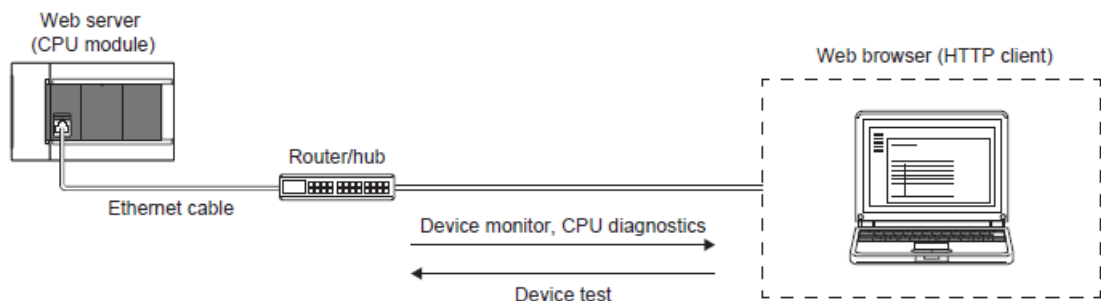 Web server
(CPU module)
Web browser (HTTP client)
Router/hub
Ethernet cable
Device monitor, CPU diagnostics
Device test